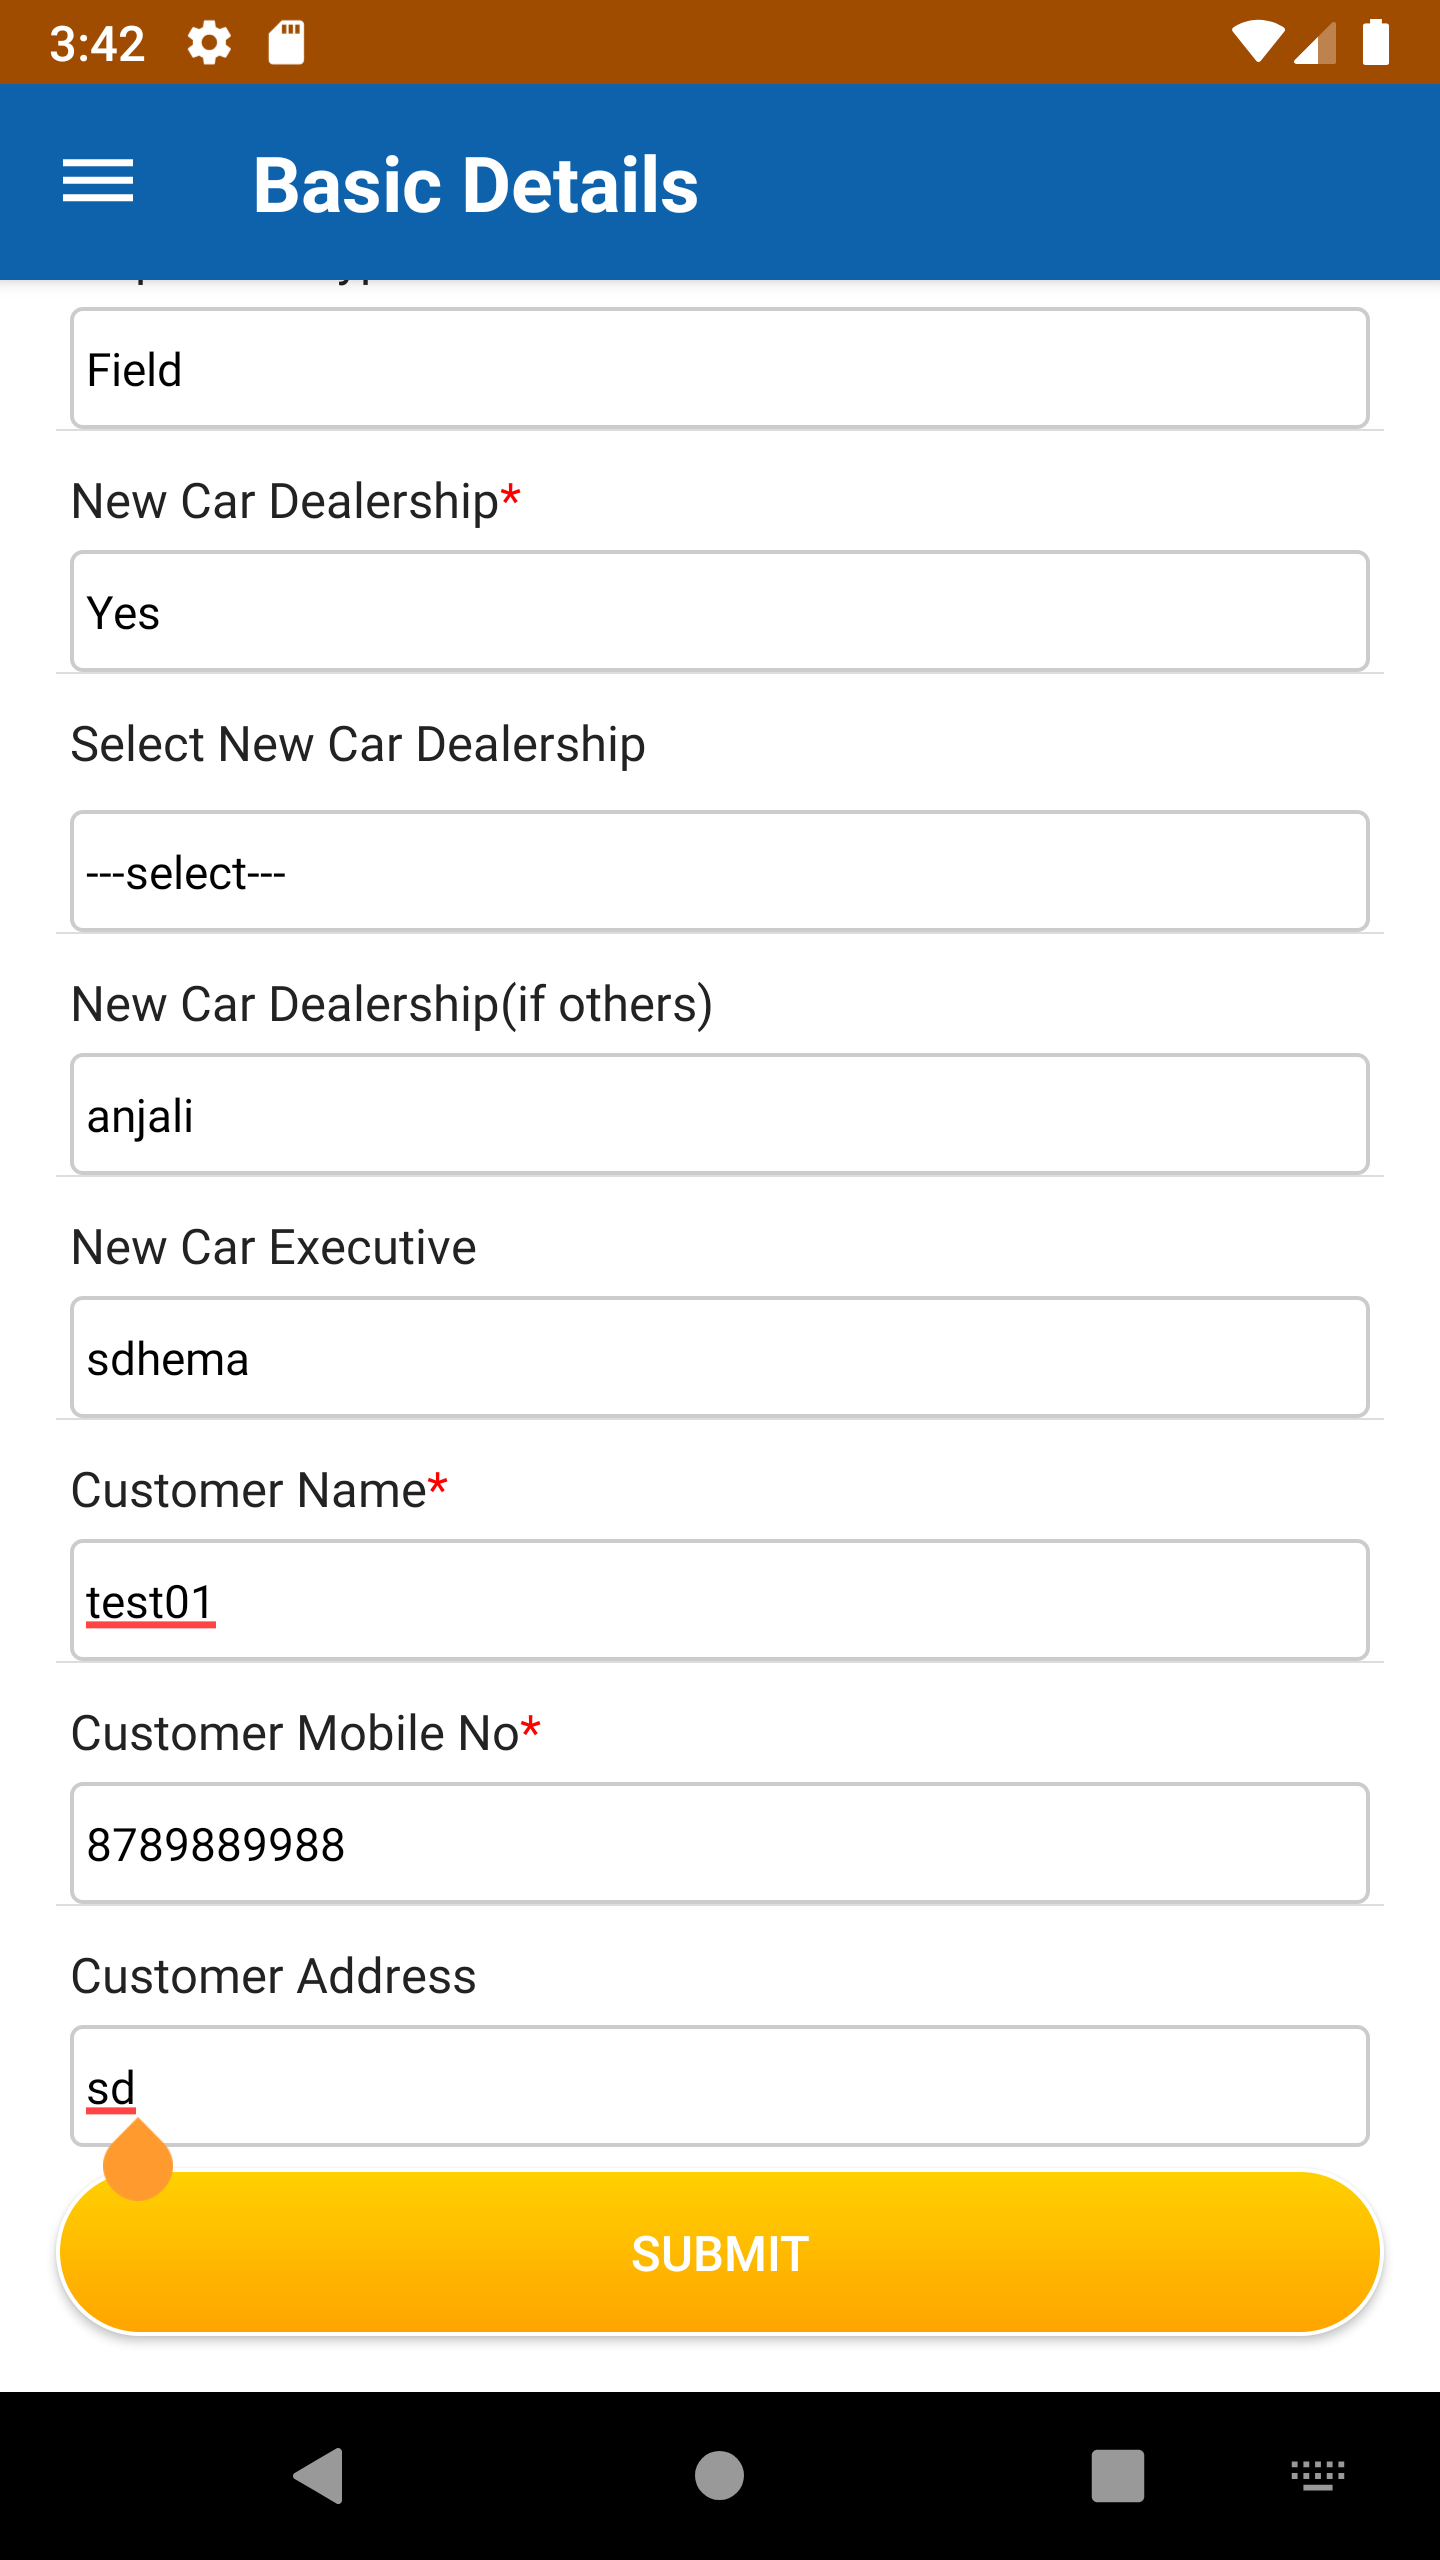 3:42
Basic Details
Field
New Car Dealership*
Yes
Select New Car Dealership
---select---
New Car Dealership(if others)
anjali
New Car Executive
sdhema
Customer Name*
test01
Customer Mobile No*
8789889988
Customer Address
sd
SUBMIT